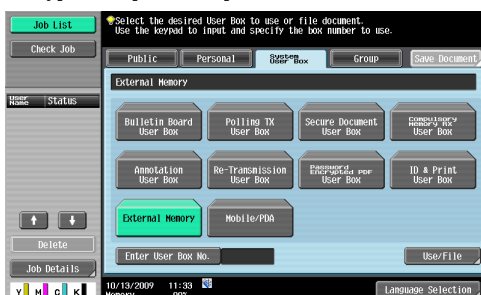 Job List
Select the desired User Box to use or file document.
Use the keypad to input and specify the box number to use.
Check Job
Public
Personal
System User Box
Group
Save Document
External Memory
User Name
Status
Bulletin Board
User Box
Polling TX
User Box
Secure Document
User Box
Compulsory
Memory RX
User Box
Annotation
User Box
Re-Transmission
User Box
Password
Encrypted PDF
User Box
ID & Print
User Box
External Memory
Mobile/PDA
Delete
Enter User Box No.
Use/File
Job Details
10/13/2009 11:33
Y M C K
Memory 00%
Language Selection